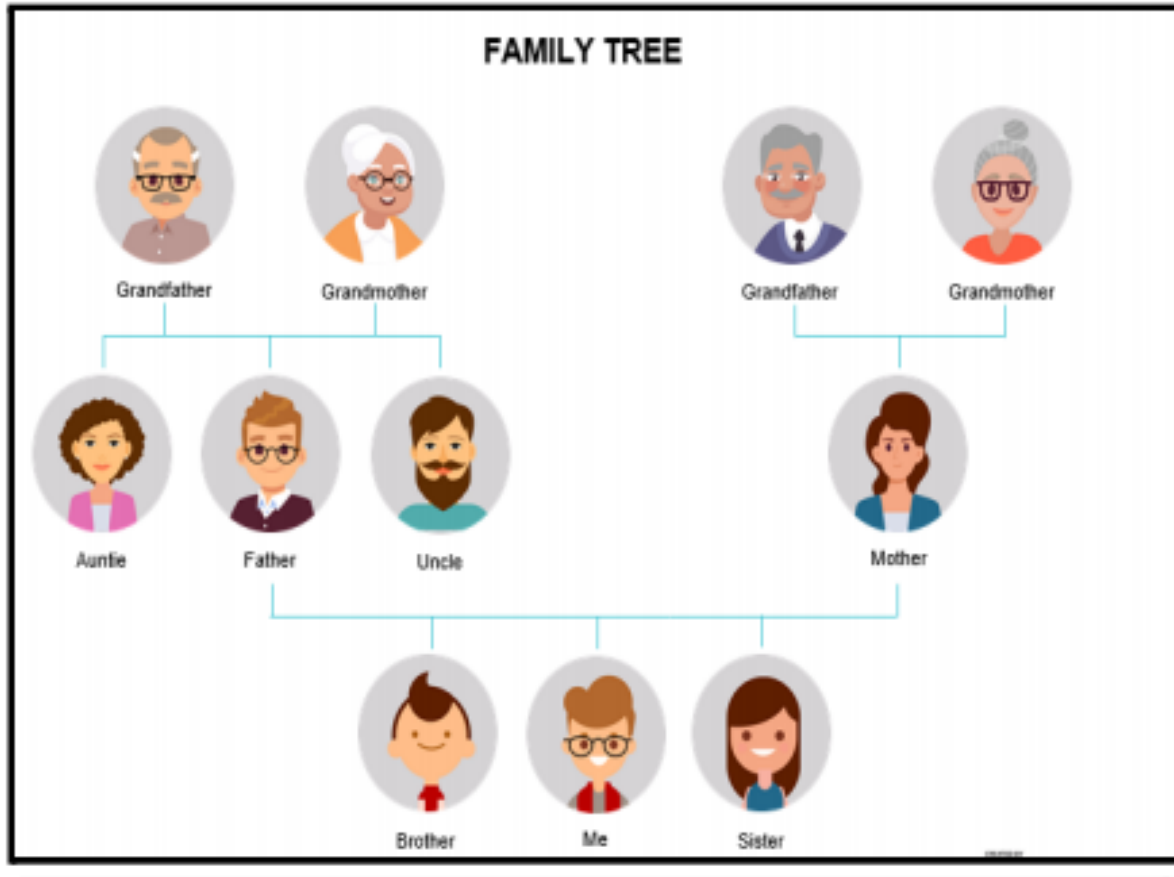 FAMILY TREE
Grandfather
Grandmother
Grandfather
Grandmother
Auntie
Father
Uncle
Mother
Brother
Me
Sister